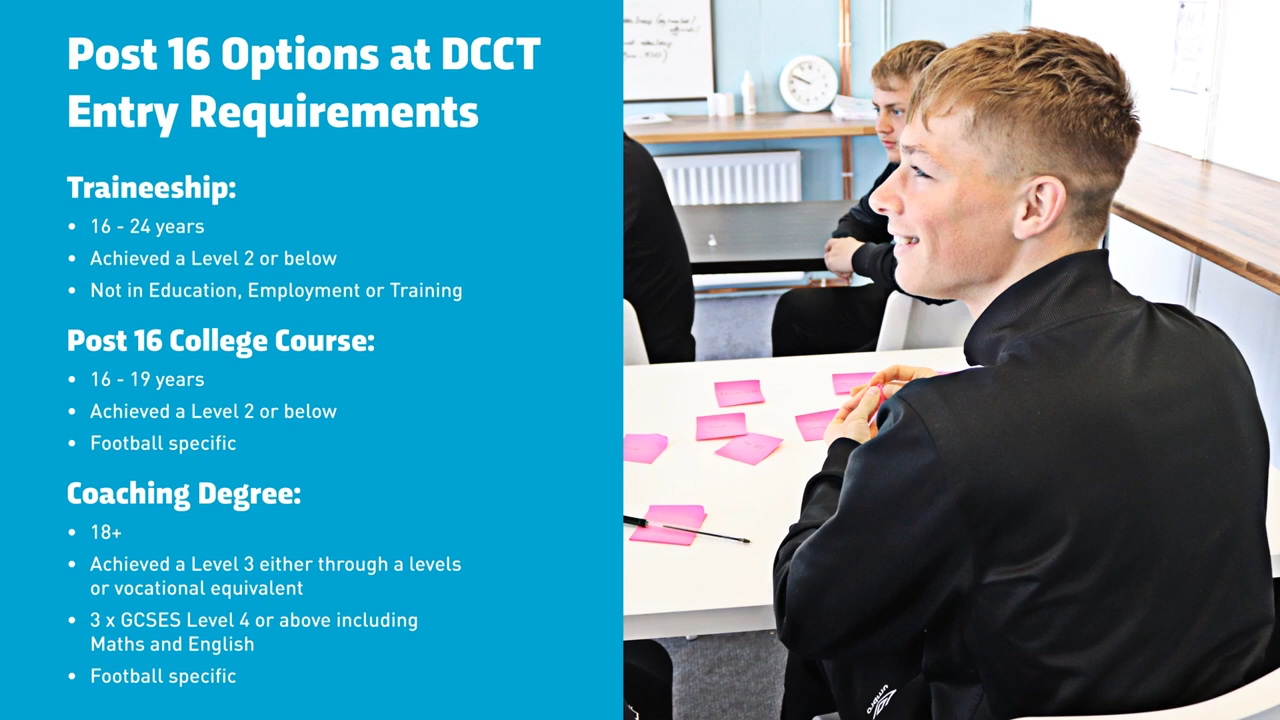 Post 16 Options at DCCT
Entry Requirements
Traineeship:
• 16 - 24 years
• Achieved a Level 2 or below
• Not in Education, Employment or Training
Post 16 College Course:
• 16 - 19 years
• Achieved a Level 2 or below
• Football specific
Coaching Degree:
• 18+
• Achieved a Level 3 either through a levels
or vocational equivalent
• 3 x GCSES Level 4 or above including
Maths and English
• Football specific
umbro